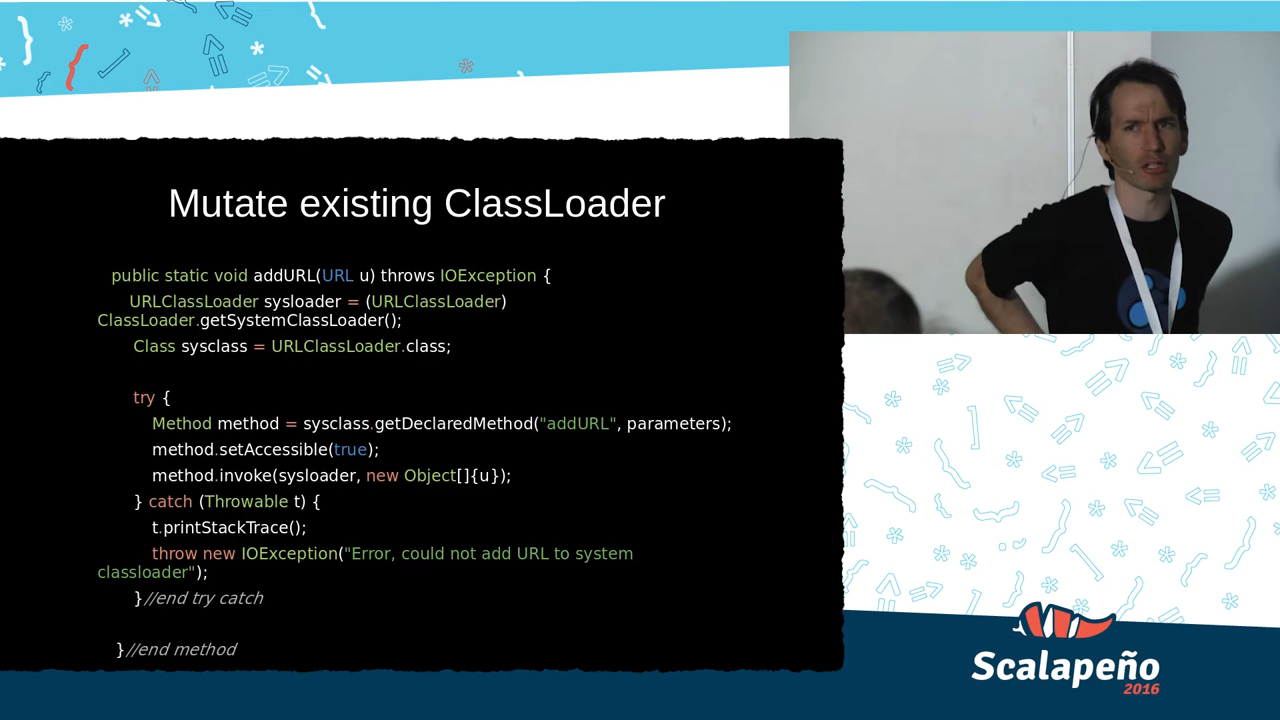 Mutate existing ClassLoader
public static void addURL(URL u) throws IOException {
URLClassLoader sysloader = (URLClassLoader)
ClassLoader.getSystemClassLoader();
Class sysclass = URLClassLoader.class;
try {
Method method = sysclass.getDeclaredMethod("addURL", parameters);
method.setAccessible(true);
method.invoke(sysloader, new Object[]{u});
} catch (Throwable t) {
t.printStackTrace();
throw new IOException("Error, could not add URL to system
classloader");
}//end try catch
}//end method
Scalapeño
2016